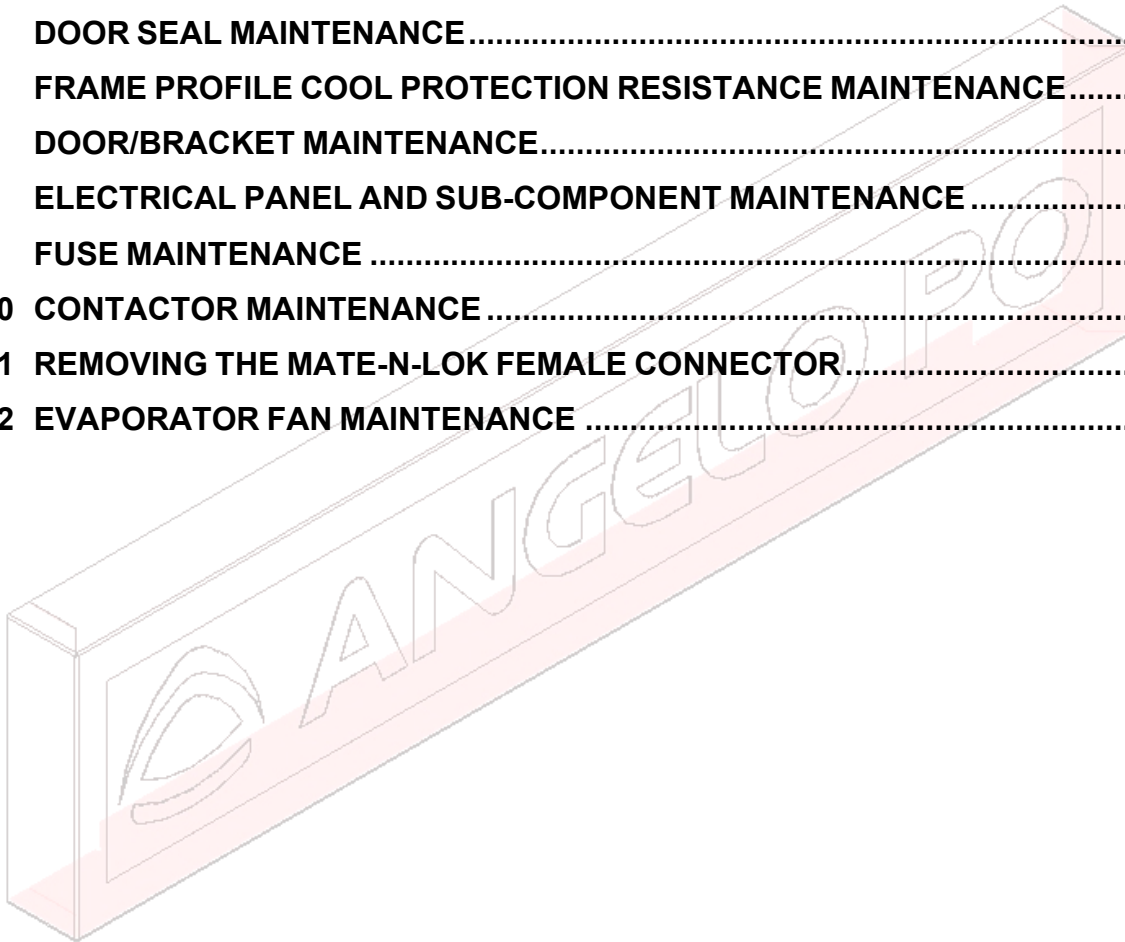 DOOR SEAL MAINTENANCE..........................................................................
FRAME PROFILE COOL PROTECTION RESISTANCE MAINTENANCE.......
DOOR/BRACKET MAINTENANCE..................................................................
ELECTRICAL PANEL AND SUB-COMPONENT MAINTENANCE ..................
FUSE MAINTENANCE .....................................................................................
0 CONTACTOR MAINTENANCE ........................................................................
1 REMOVING THE MATE-N-LOK FEMALE CONNECTOR................................
2 EVAPORATOR FAN MAINTENANCE .............................................................
ANGELO PO